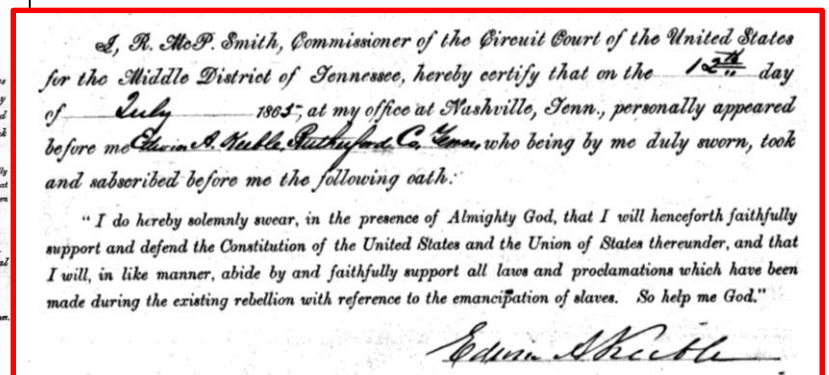 I, R. McP. Smith, Commissioner of the Circuit Court of the United States
for the Middle District of Tennessee, hereby certify that on the 12th day
of July 1865, at my office at Nashville, Tenn., personally appeared
before me Edwin A. Keeble, Rutherford Co, Tenn, who being by me duly sworn, took
and subscribed before me the following oath:
" I do hereby solemnly swear, in the presence of Almighty God, that I will henceforth faithfully
support and defend the Constitution of the United States and the Union of States thereunder, and that
I will, in like manner, abide by and faithfully support all laws and proclamations which have been
made during the existing rebellion with reference to the emancipation of slaves. So help me God."
Edwin A Keeble